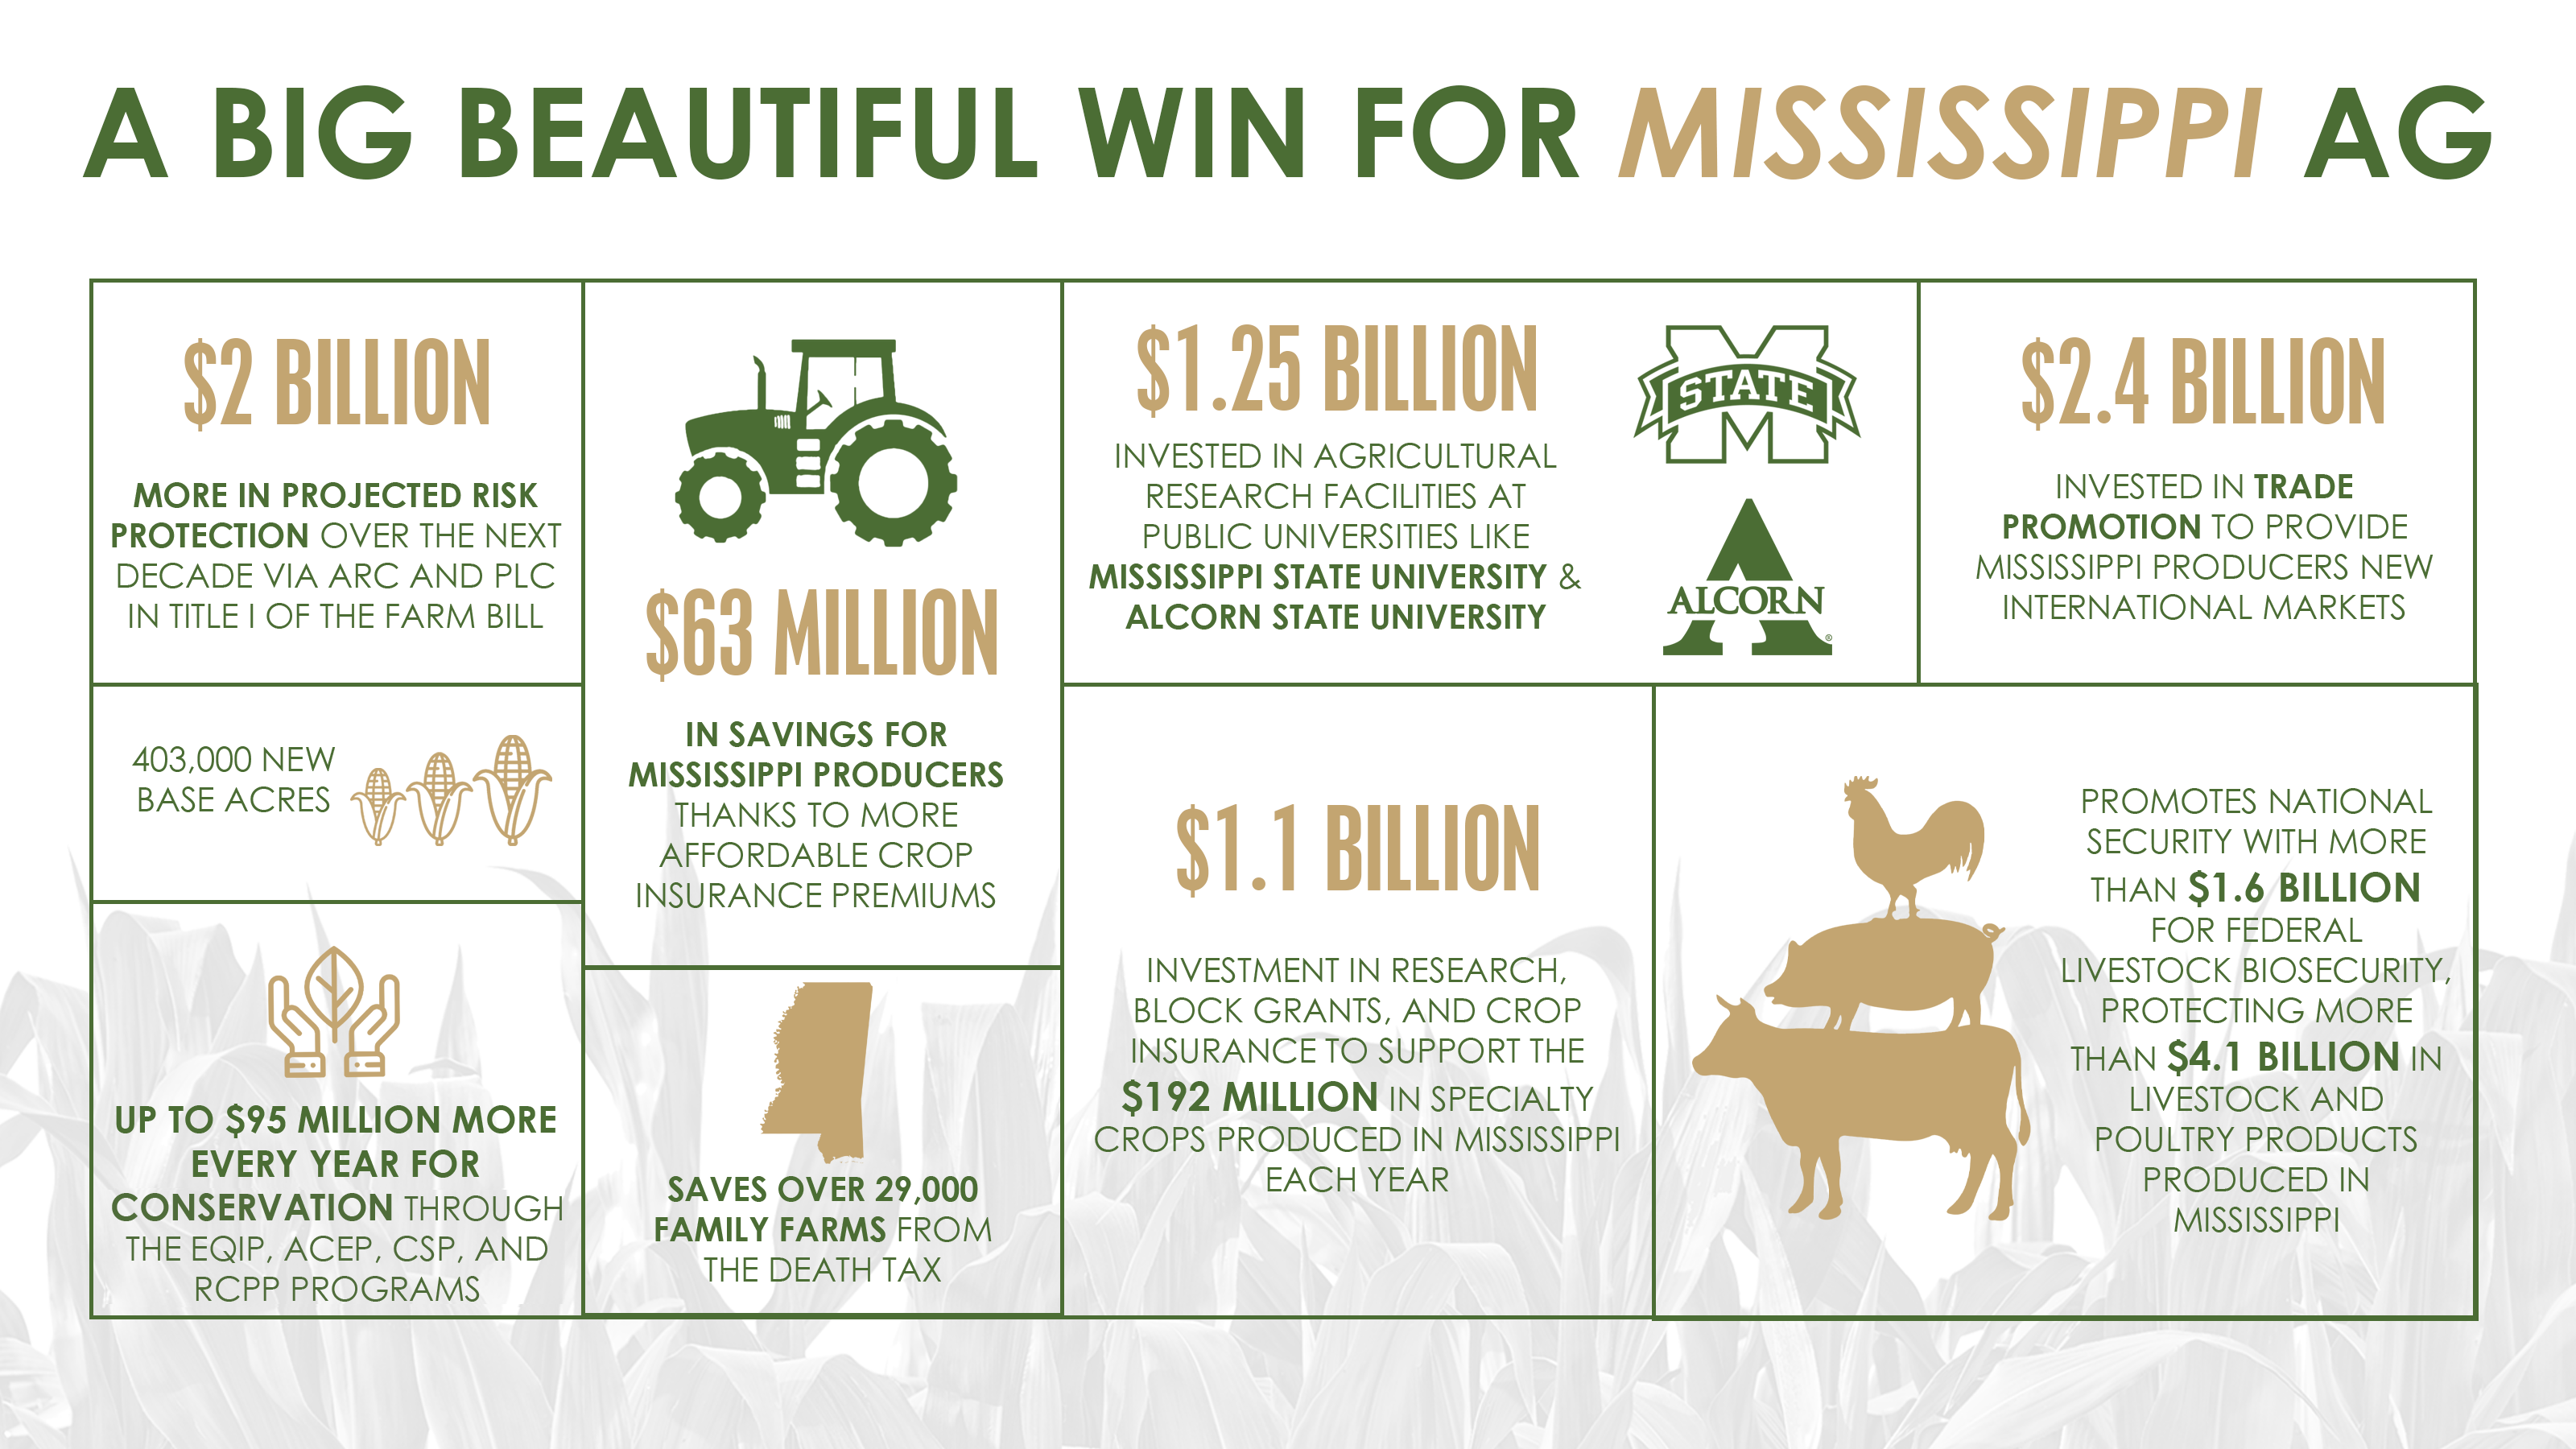 A BIG BEAUTIFUL WIN FOR MISSISSIPPI AG
$2 BILLION
MORE IN PROJECTED RISK
PROTECTION OVER THE NEXT
DECADE VIA ARC AND PLC
IN TITLE I OF THE FARM BILL
403,000 NEW
BASE ACRES
UP TO $95 MILLION MORE
EVERY YEAR FOR
CONSERVATION THROUGH
THE EQIP, ACEP, CSP, AND
RCPP PROGRAMS
$63 MILLION
IN SAVINGS FOR
MISSISSIPPI PRODUCERS
THANKS TO MORE
AFFORDABLE CROP
INSURANCE PREMIUMS
SAVES OVER 29,000
FAMILY FARMS FROM
THE DEATH TAX
$1.25 BILLION
INVESTED IN AGRICULTURAL
RESEARCH FACILITIES AT
PUBLIC UNIVERSITIES LIKE
MISSISSIPPI STATE UNIVERSITY &
ALCORN STATE UNIVERSITY
M STATE
A
ALCORN
®
$2.4 BILLION
INVESTED IN TRADE
PROMOTION TO PROVIDE
MISSISSIPPI PRODUCERS NEW
INTERNATIONAL MARKETS
$1.1 BILLION
INVESTMENT IN RESEARCH,
BLOCK GRANTS, AND CROP
INSURANCE TO SUPPORT THE
$192 MILLION IN SPECIALTY
CROPS PRODUCED IN MISSISSIPPI
EACH YEAR
PROMOTES NATIONAL
SECURITY WITH MORE
THAN $1.6 BILLION
FOR FEDERAL
LIVESTOCK BIOSECURITY,
PROTECTING MORE
THAN $4.1 BILLION IN
LIVESTOCK AND
POULTRY PRODUCTS
PRODUCED IN
MISSISSIPPI